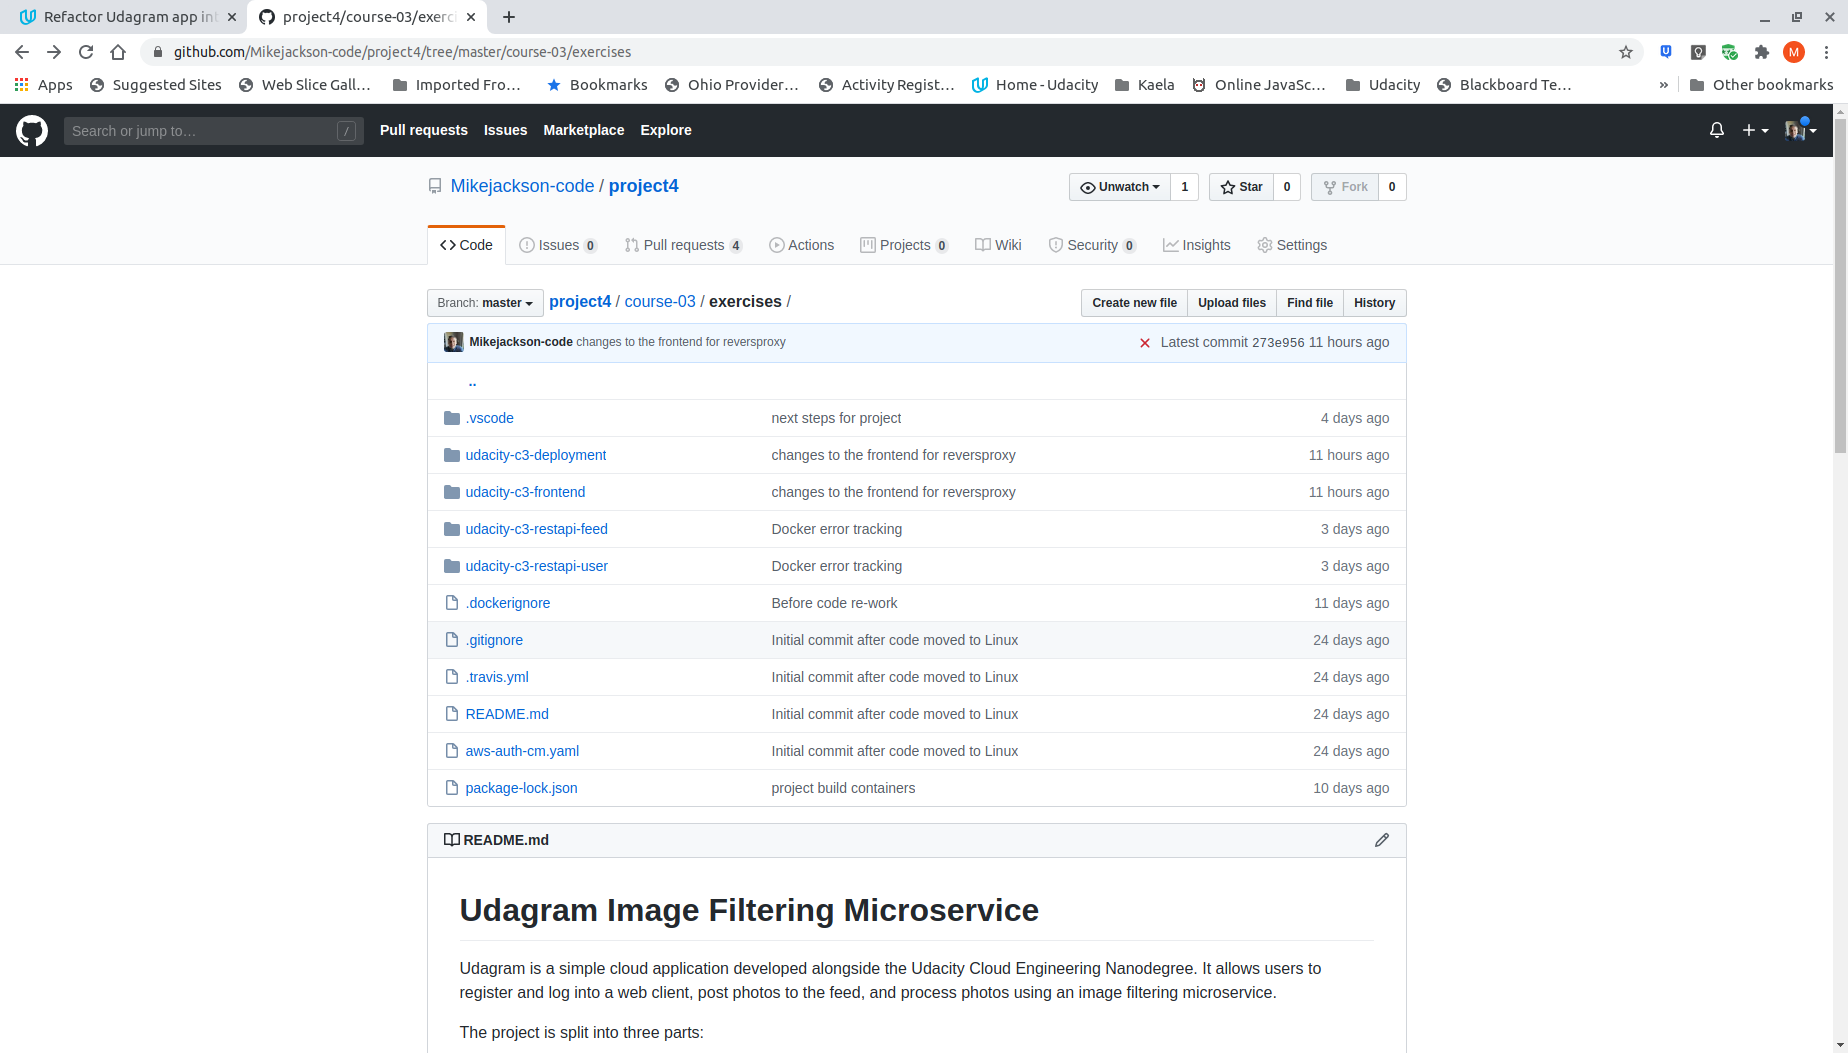 Refactor Udagram app in
project4/course-03/exerci
github.com/Mikejackson-code/project4/tree/master/course-03/exercises
M
Apps Suggested Sites Web Slice Gall... Imported Fro... Bookmarks Ohio Provider... Activity Regist... Home - Udacity Kaela Online JavaSc... Udacity Blackboard Te... » Other bookmarks
Search or jump to... / Pull requests Issues Marketplace Explore
Mikejackson-code / project4
Unwatch 1 Star 0 Fork 0
Code Issues 0 Pull requests 4 Actions Projects 0 Wiki Security 0 Insights Settings
Branch: master project4 / course-03 / exercises /
Create new file Upload files Find file History
Mikejackson-code changes to the frontend for reversproxy Latest commit 273e956 11 hours ago
..
.vscode next steps for project 4 days ago
udacity-c3-deployment changes to the frontend for reversproxy 11 hours ago
udacity-c3-frontend changes to the frontend for reversproxy 11 hours ago
udacity-c3-restapi-feed Docker error tracking 3 days ago
udacity-c3-restapi-user Docker error tracking 3 days ago
.dockerignore Before code re-work 11 days ago
.gitignore Initial commit after code moved to Linux 24 days ago
.travis.yml Initial commit after code moved to Linux 24 days ago
README.md Initial commit after code moved to Linux 24 days ago
aws-auth-cm.yaml Initial commit after code moved to Linux 24 days ago
package-lock.json project build containers 10 days ago
README.md
Udagram Image Filtering Microservice
Udagram is a simple cloud application developed alongside the Udacity Cloud Engineering Nanodegree. It allows users to
register and log into a web client, post photos to the feed, and process photos using an image filtering microservice.
The project is split into three parts: